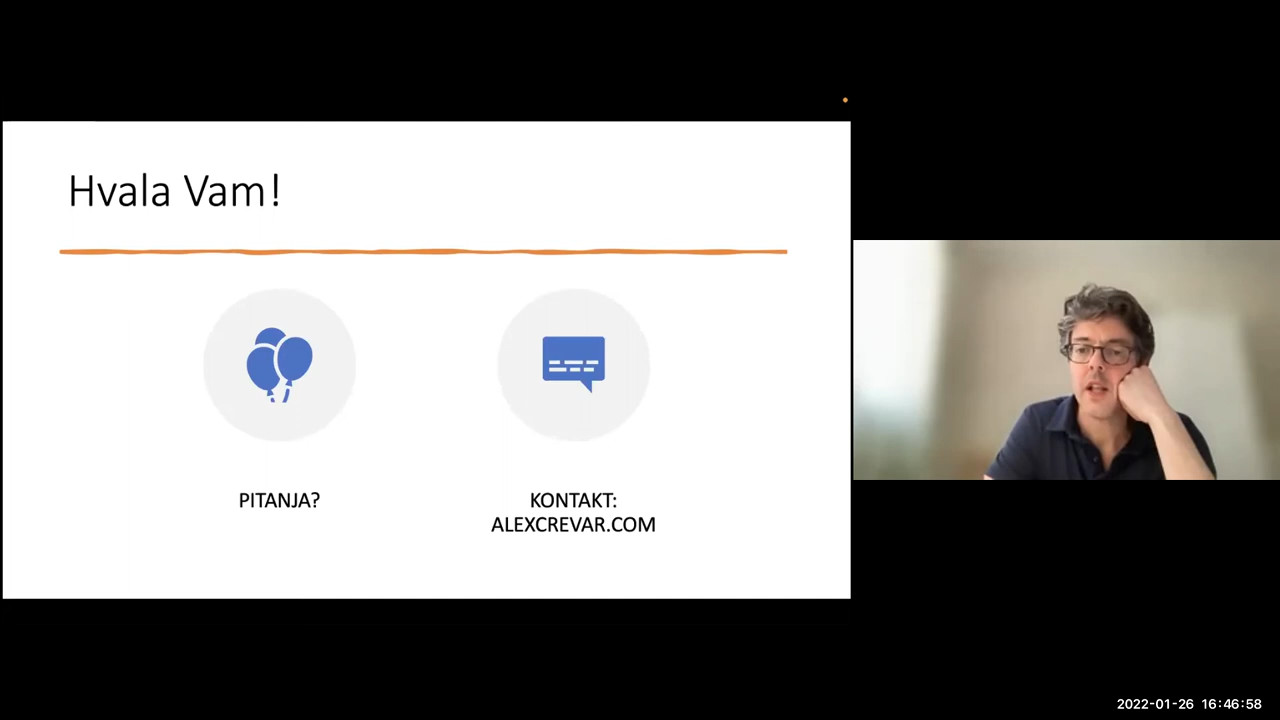 Hvala Vam!
PITANJA?
KONTAKT:
ALEXCREVAR.COM
2022-01-26 16:46:58